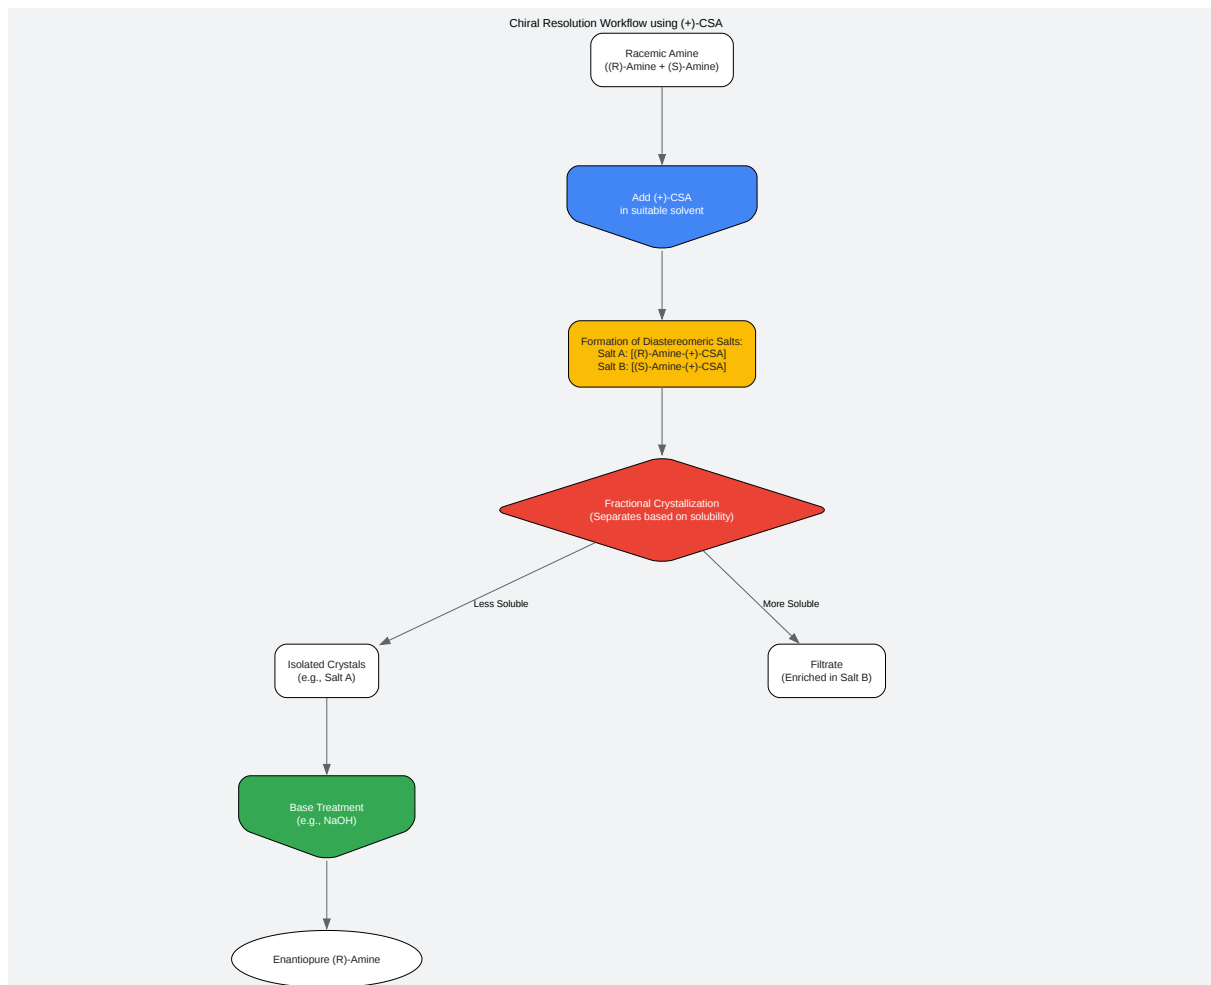 Chiral Resolution Workflow using (+)-CSA
Racemic Amine
((R)-Amine + (S)-Amine)
Add (+)-CSA
in suitable solvent
Formation of Diastereomeric Salts:
Salt A: [(R)-Amine-(+)-CSA]
Salt B: [(S)-Amine-(+)-CSA]
Fractional Crystallization
(Separates based on solubility)
Less Soluble
More Soluble
Isolated Crystals
(e.g., Salt A)
Filtrate
(Enriched in Salt B)
Base Treatment
(e.g., NaOH)
Enantiopure (R)-Amine